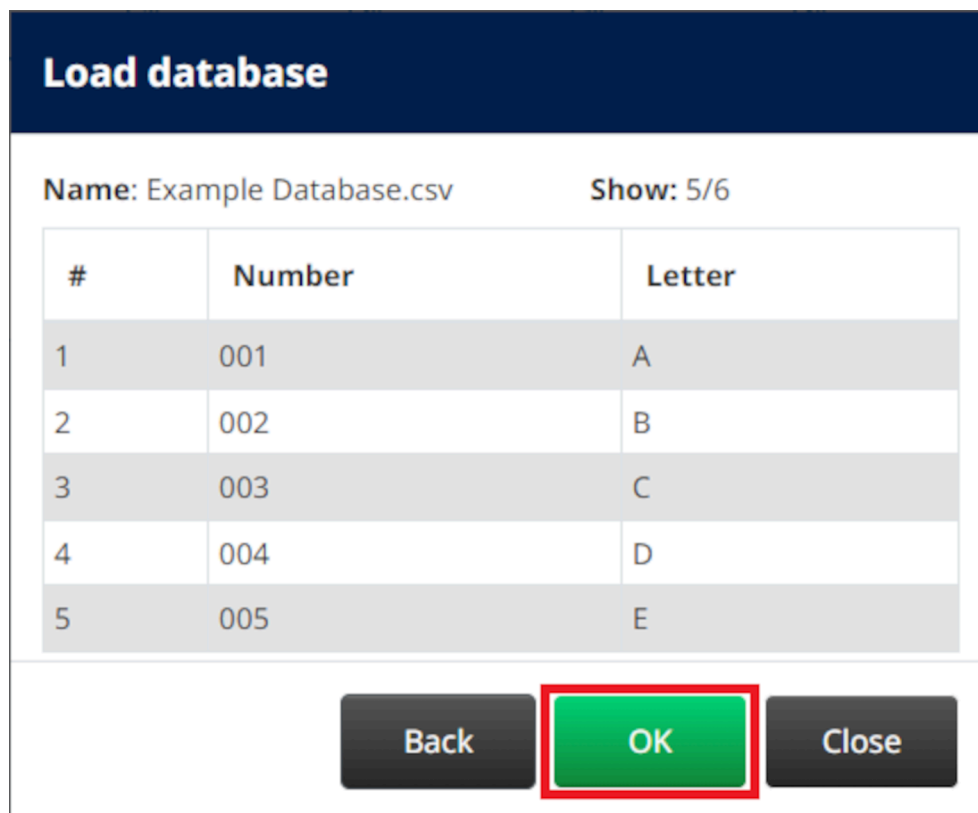 Load database
Name: Example Database.csv Show: 5/6
# Number Letter
1 001 A
2 002 B
3 003 C
4 004 D
5 005 E
Back OK Close